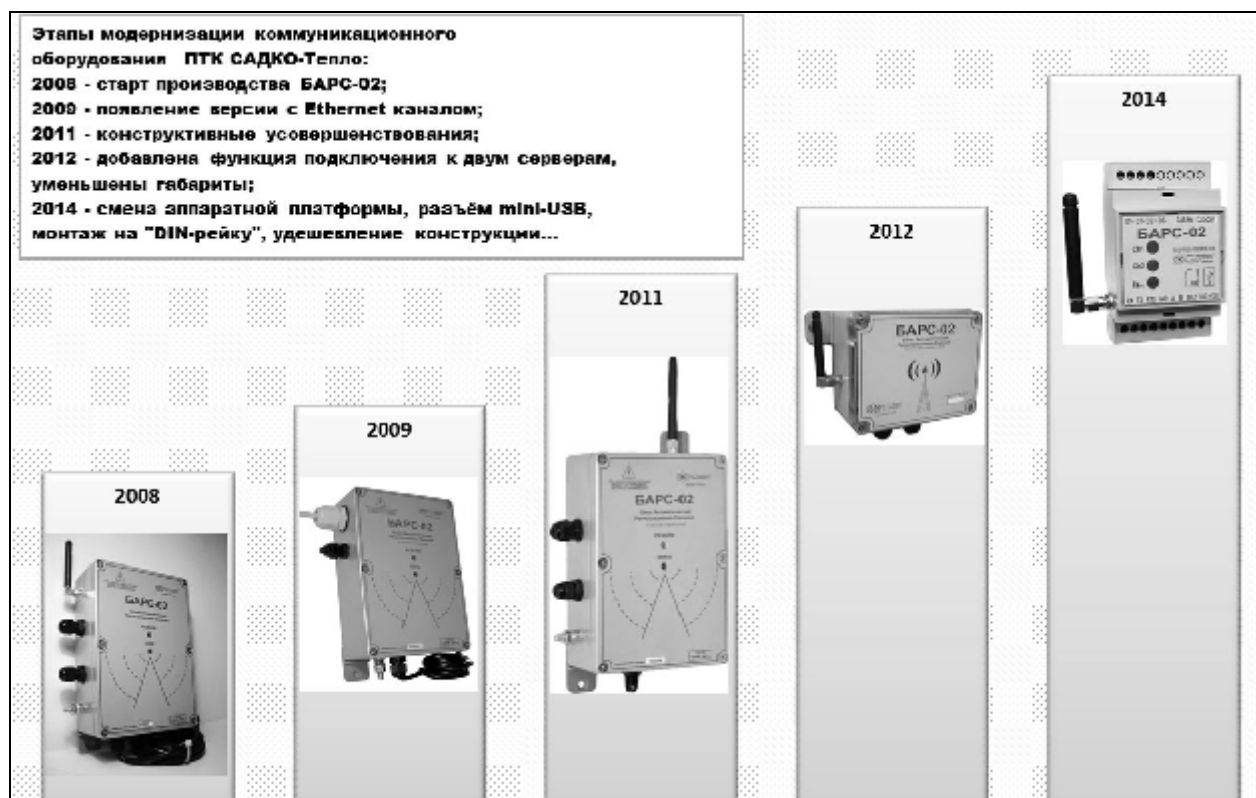 Этапы модернизации коммуникационного
оборудования ПТК САДКО-Тепло:
2008 - старт производства БАРС-02;
2009 - появление версии с Ethernet каналом;
2011 - конструктивные усовершенствования;
2012 - добавлена функция подключения к двум серверам,
уменьшены габариты;
2014 - смена аппаратной платформы, разъём mini-USB,
монтаж на "DIN-рейку", удешевление конструкции...
2008
БАРС-02
2009
БАРС-02
2011
БАРС-02
2012
БАРС-02
2014
БАРС-02